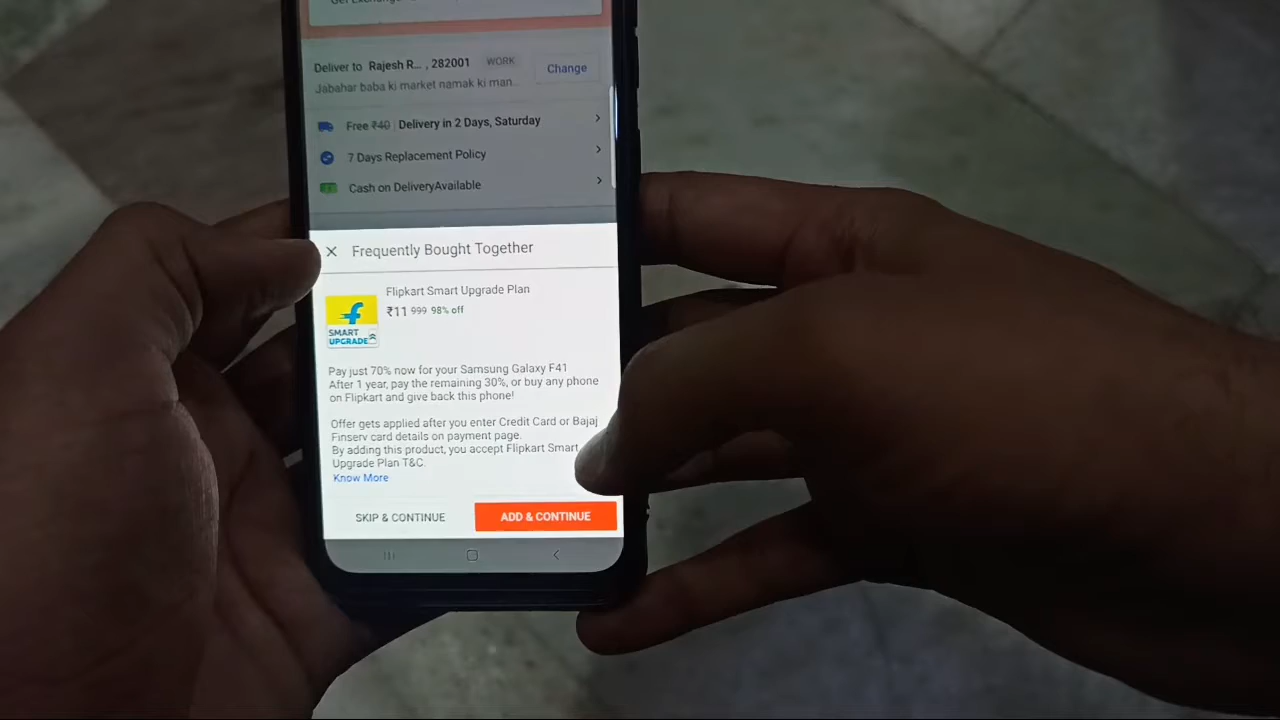 Deliver to Rajesh R... , 282001 WORK
Change
Jabahar baba ki market namak ki man...
Free ₹40 | Delivery in 2 Days, Saturday
7 Days Replacement Policy
Cash on DeliveryAvailable
Frequently Bought Together
Flipkart Smart Upgrade Plan
₹11 999 98% off
SMART
UPGRADE
Pay just 70% now for your Samsung Galaxy F41
After 1 year, pay the remaining 30%, or buy any phone
on Flipkart and give back this phone!
Offer gets applied after you enter Credit Card or Bajaj
Finserv card details on payment page.
By adding this product, you accept Flipkart Smart
Upgrade Plan T&C.
Know More
SKIP & CONTINUE
ADD & CONTINUE